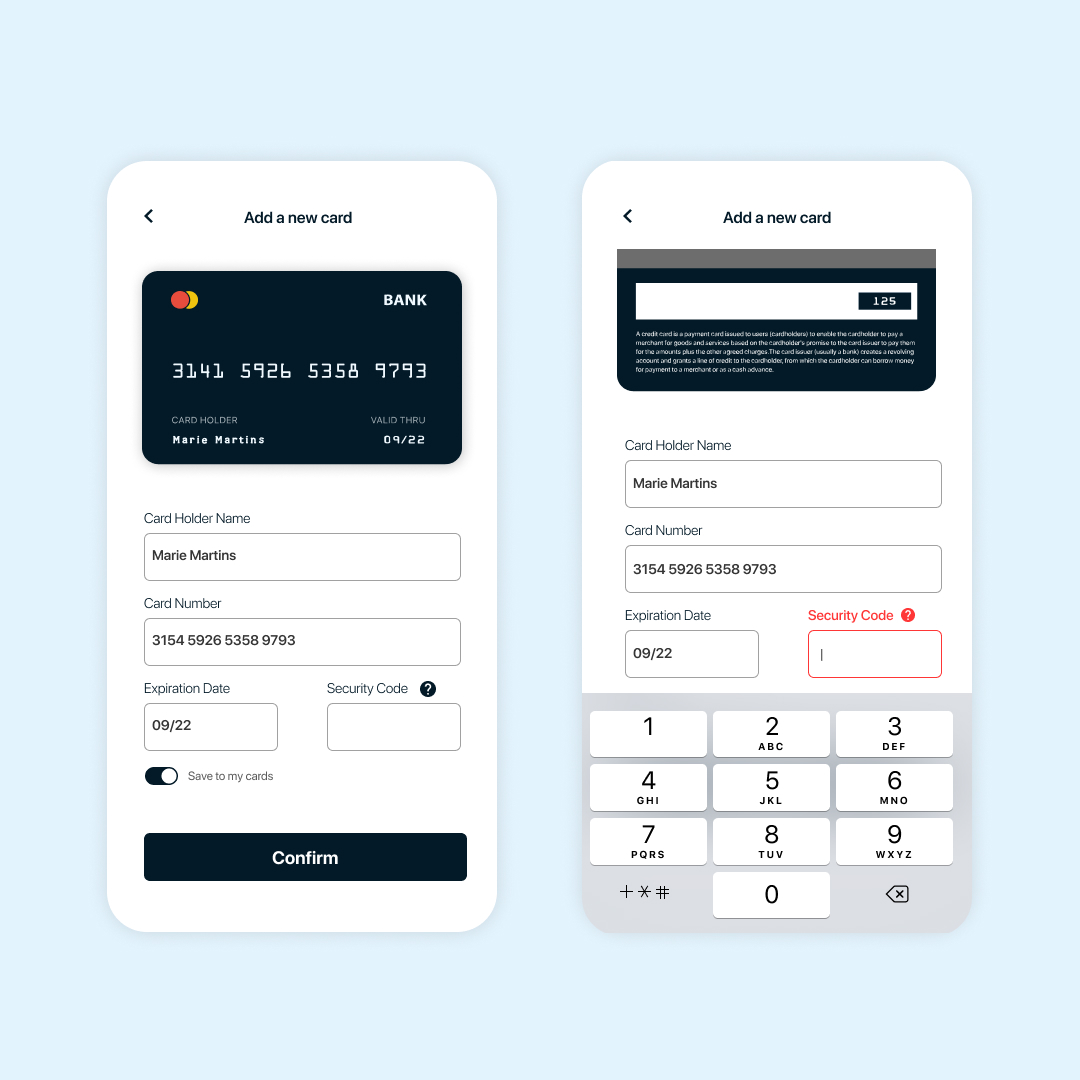 Add a new card
BANK
3141 5926 5358 9793
CARD HOLDER
VALID THRU
Marie Martins
09/22
Card Holder Name
Marie Martins
Card Number
3154 5926 5358 9793
Expiration Date
Security Code ?
09/22
Save to my cards
Confirm
Add a new card
125
A credit card is a payment card issued to users (cardholders) to enable the cardholder to pay a
merchant for goods and services based on the cardholder's promise to the card issuer to pay them
for the amounts plus the other agreed charges.The card issuer (usually a bank) creates a revolving
account and grants a line of credit to the cardholder, from which the cardholder can borrow money
for payment to a merchant or as a cash advance.
Card Holder Name
Marie Martins
Card Number
3154 5926 5358 9793
Expiration Date
Security Code ?
09/22
1
2
3
ABC
DEF
4
5
6
GHI
JKL
MNO
7
8
9
PQRS
TUV
WXYZ
+*#
0